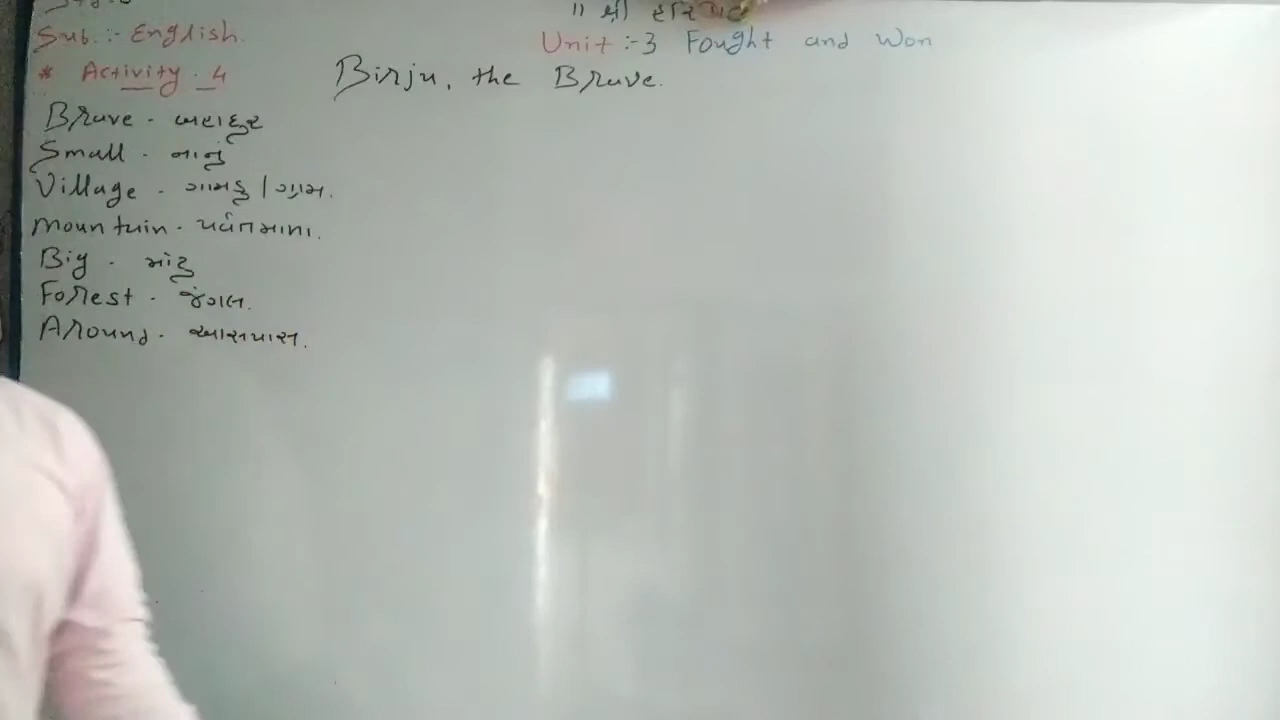 ॥ શ્રી હરિ
Sub. :- English.
Unit :-3 Fought and Won
* Activity. 4
Birju, the Brave.
Brave - બહાદુર
Small - નાનું
Village - ગામડું / ગામ.
mountain - પર્વતમાળા.
Big - મોટું
Forest - જંગલ.
Around - આસપાસ.